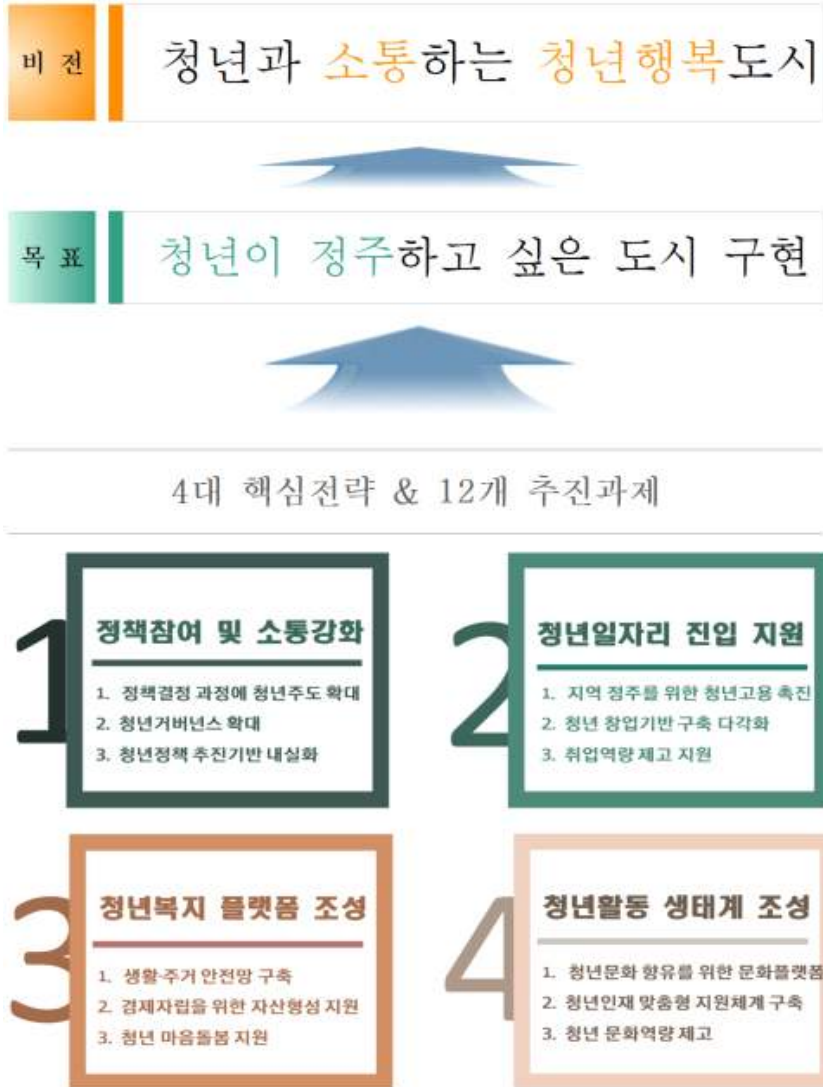 비 전
청년과 소통하는 청년행복도시
목 표
청년이 정주하고 싶은 도시 구현
4대 핵심전략 & 12개 추진과제
1
정책참여 및 소통강화
1. 정책결정 과정에 청년주도 확대
2. 청년거버넌스 확대
3. 청년정책 추진기반 내실화
2
청년일자리 진입 지원
1. 지역 정주를 위한 청년고용 촉진
2. 청년 창업기반 구축 다각화
3. 취업역량 제고 지원
3
청년복지 플랫폼 조성
1. 생활·주거 안전망 구축
2. 경제자립을 위한 자산형성 지원
3. 청년 마음돌봄 지원
4
청년활동 생태계 조성
1. 청년문화 향유를 위한 문화플랫폼
2. 청년인재 맞춤형 지원체계 구축
3. 청년 문화역량 제고